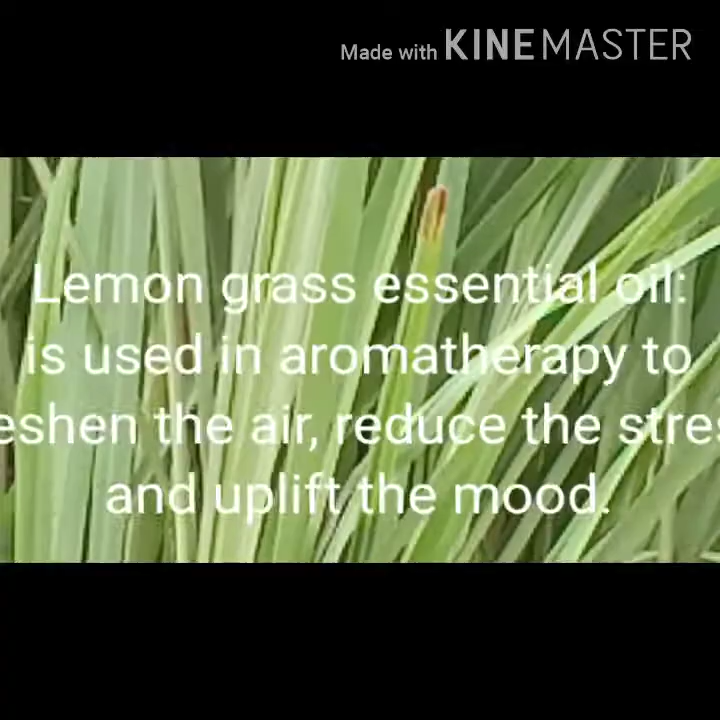 Made with KINEMASTER
Lemon grass essential oil:
is used in aromatherapy to
eshen the air, reduce the stres
and uplift the mood.